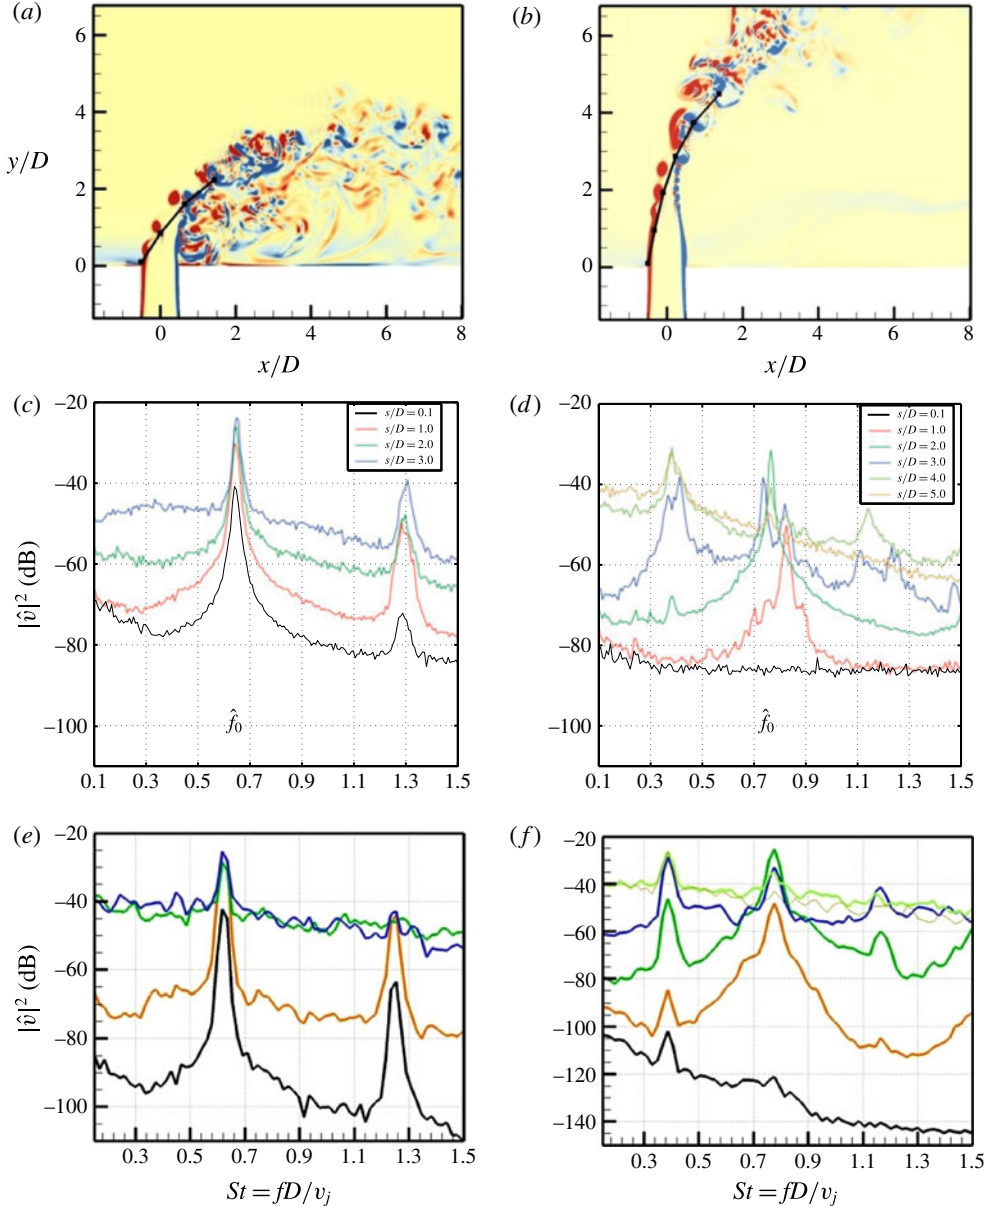 (a)
(b)
6
4
2
0
y/D
0 2 4 6 8
x/D
6
4
2
0
0 2 4 6 8
x/D
(c)
(d)
−20
−40
−60
−80
−100
|v̂|² (dB)
s/D = 0.1
s/D = 1.0
s/D = 2.0
s/D = 3.0
f̂₀
0.1 0.3 0.5 0.7 0.9 1.1 1.3 1.5
−20
−40
−60
−80
−100
s/D = 0.1
s/D = 1.0
s/D = 2.0
s/D = 3.0
s/D = 4.0
s/D = 5.0
f̂₀
0.1 0.3 0.5 0.7 0.9 1.1 1.3 1.5
(e)
(f)
−20
−40
−60
−80
−100
|v̂|² (dB)
0.3 0.5 0.7 0.9 1.1 1.3 1.5
St = fD/vⱼ
−20
−40
−60
−80
−100
−120
−140
−150
0.3 0.5 0.7 0.9 1.1 1.3 1.5
St = fD/vⱼ